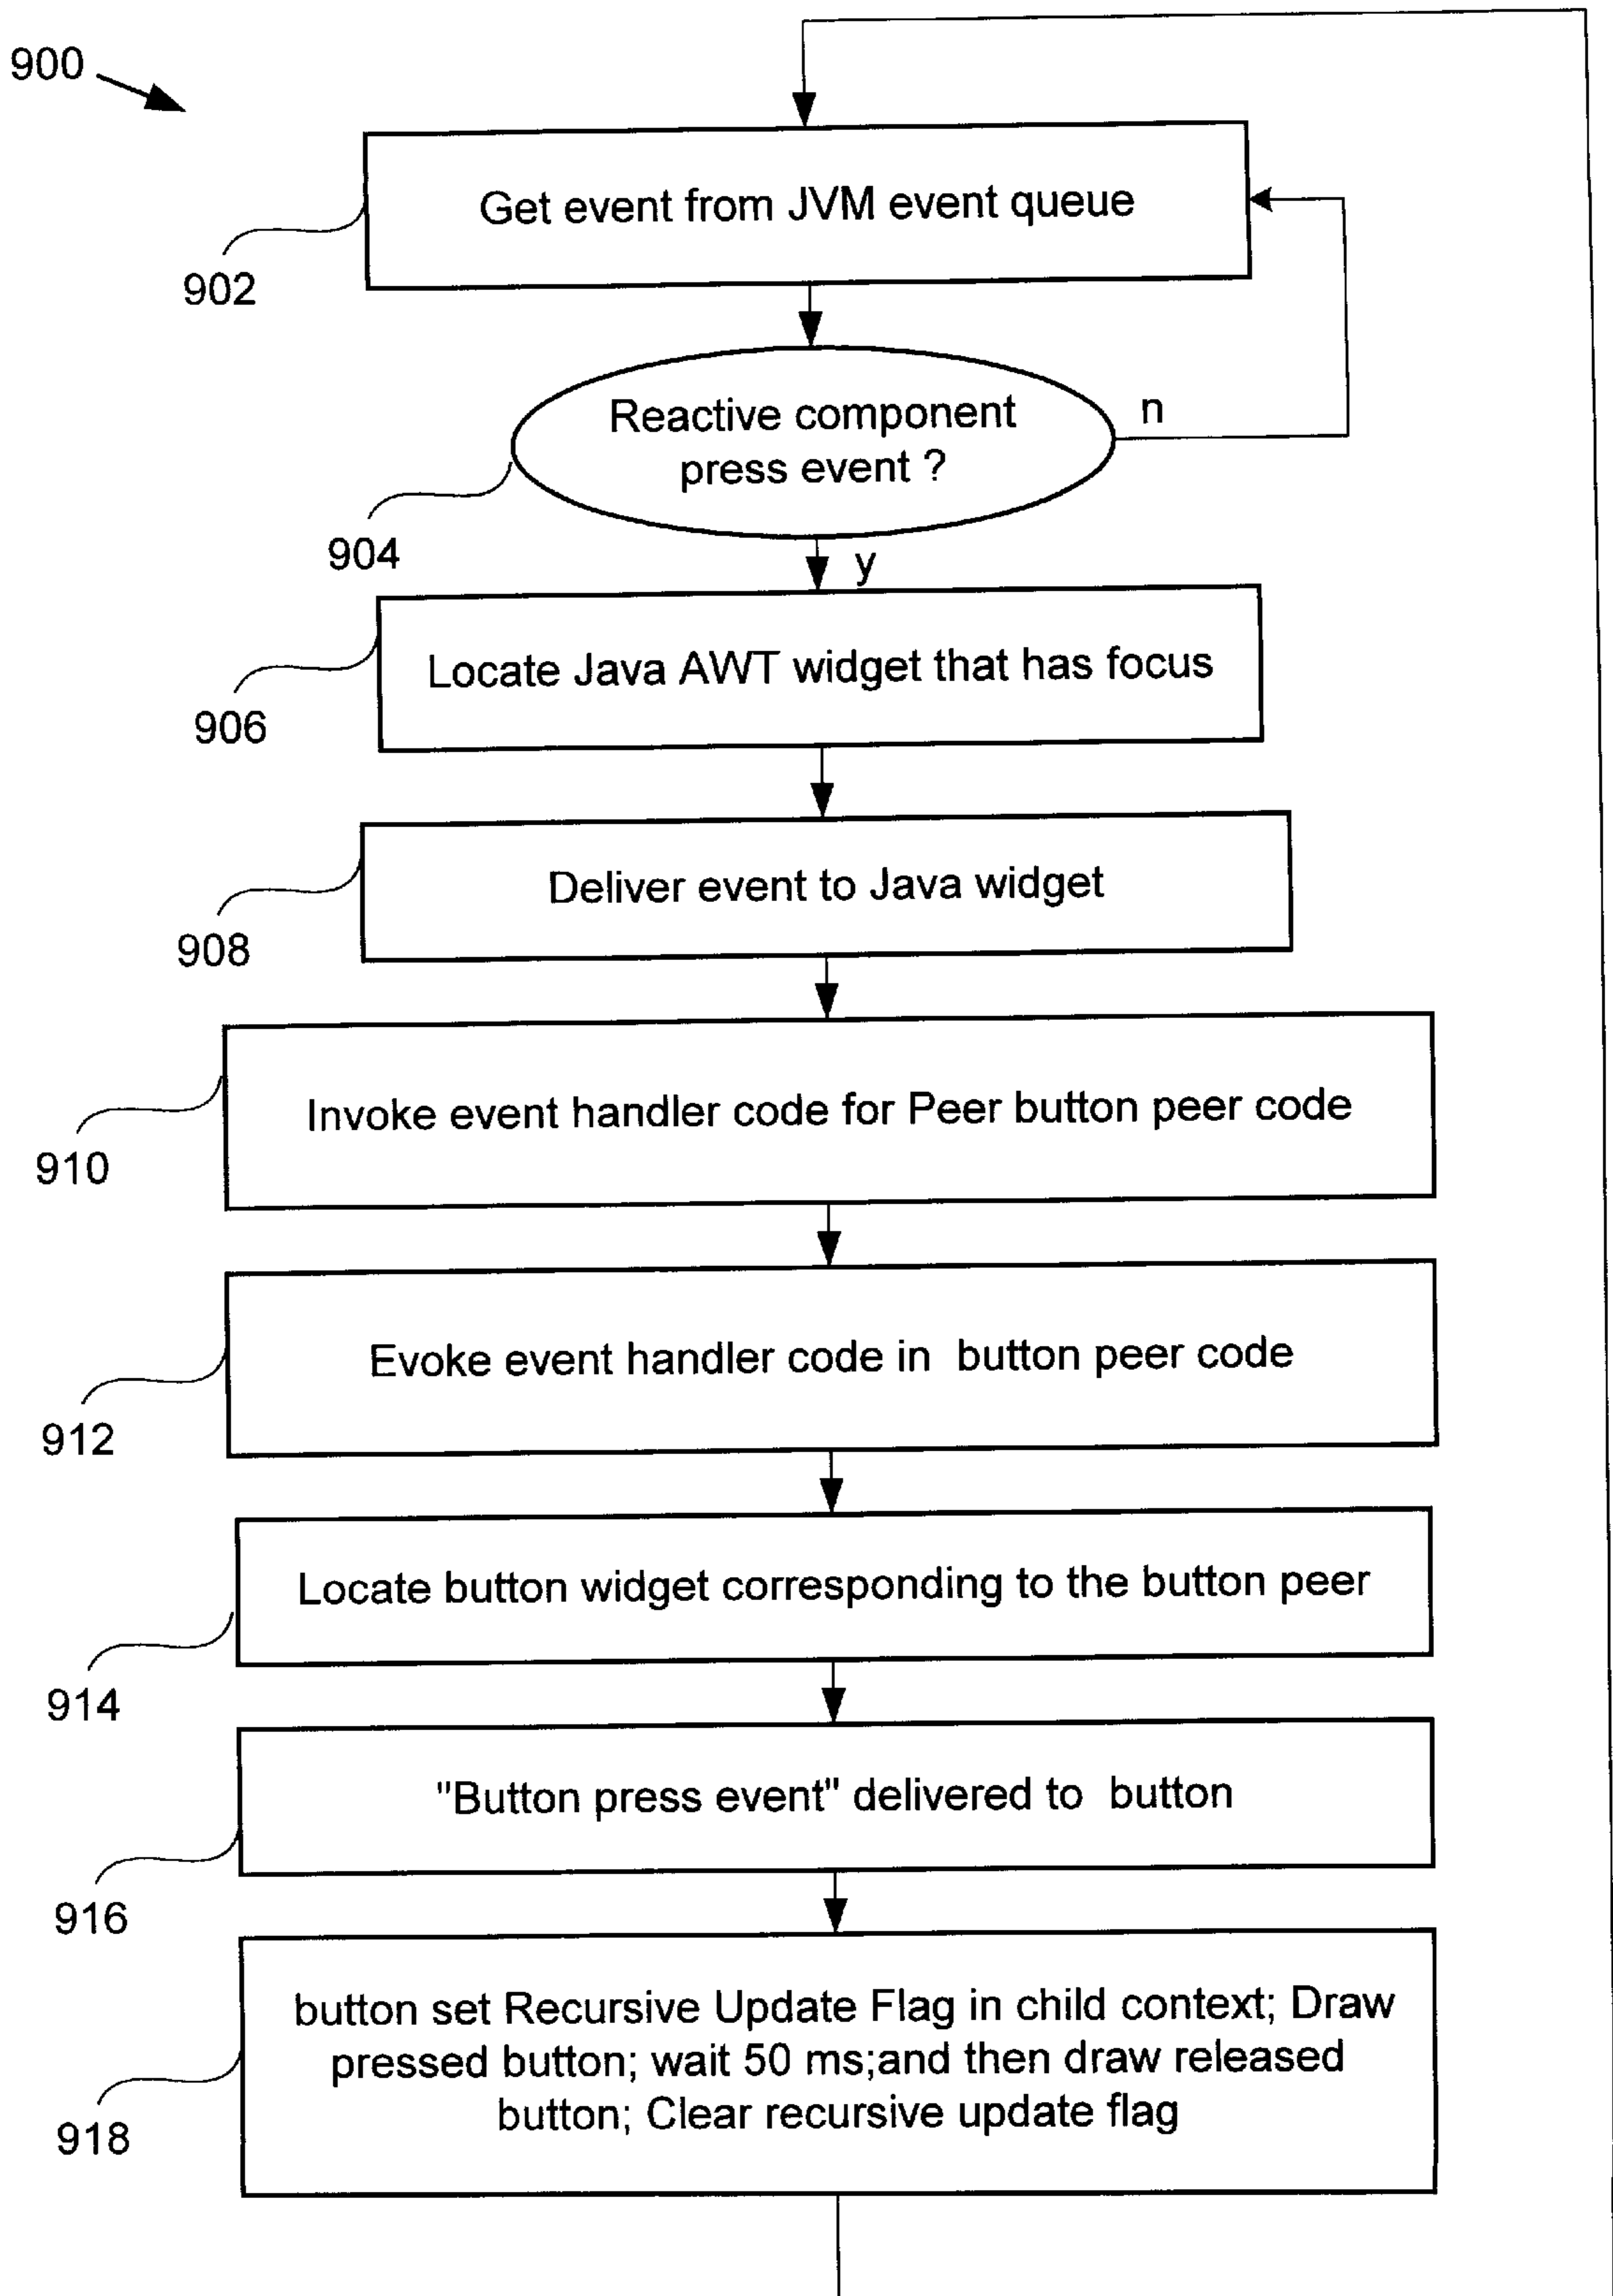 900
Get event from JVM event queue
902
Reactive component
press event ?
n
904
y
Locate Java AWT widget that has focus
906
Deliver event to Java widget
908
Invoke event handler code for Peer button peer code
910
Evoke event handler code in button peer code
912
Locate button widget corresponding to the button peer
914
"Button press event" delivered to button
916
button set Recursive Update Flag in child context; Draw
pressed button; wait 50 ms;and then draw released
button; Clear recursive update flag
918